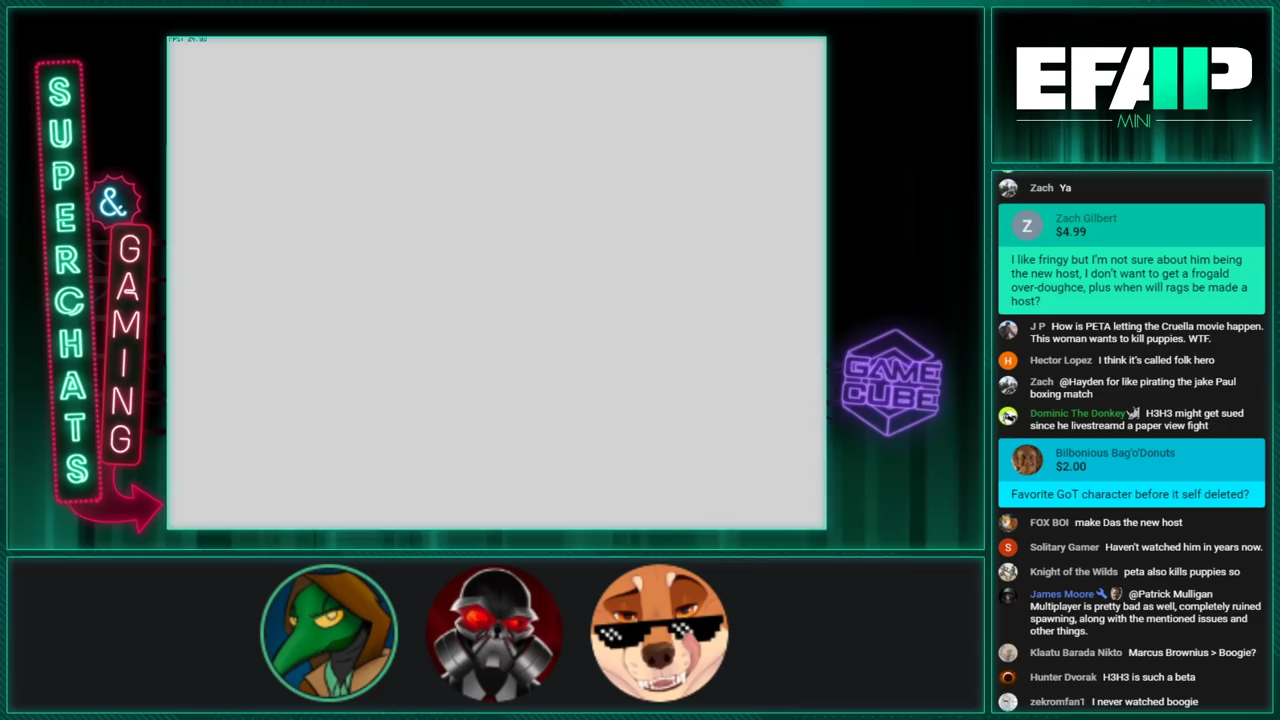 FPS: 29.90
SUPERCHATS
&
GAMING
GAME
CUBE
EFAP
MINI
Zach Ya
Z
Zach Gilbert
$4.99
I like fringy but I'm not sure about him being
the new host, I don't want to get a frogald
over-doughce, plus when will rags be made a
host?
J P How is PETA letting the Cruella movie happen.
This woman wants to kill puppies. WTF.
H
Hector Lopez I think it's called folk hero
Zach @Hayden for like pirating the jake Paul
boxing match
Dominic The Donkey H3H3 might get sued
since he livestreamd a paper view fight
Bilbonious Bag'o'Donuts
$2.00
Favorite GoT character before it self deleted?
FOX BOI make Das the new host
S
Solitary Gamer Haven't watched him in years now.
Knight of the Wilds peta also kills puppies so
James Moore @Patrick Mulligan
Multiplayer is pretty bad as well, completely ruined
spawning, along with the mentioned issues and
other things.
Klaatu Barada Nikto Marcus Brownius > Boogie?
Hunter Dvorak H3H3 is such a beta
zekromfan1 I never watched boogie